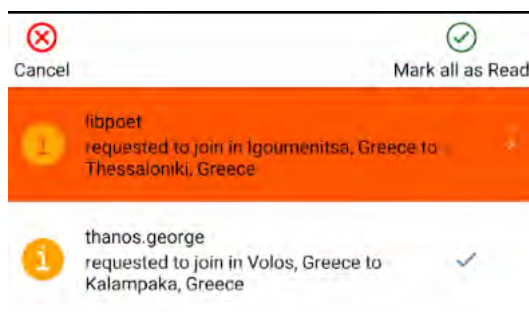 Cancel
Mark all as Read
libpoet
requested to join in Igoumenitsa, Greece to
Thessaloniki, Greece
thanos.george
requested to join in Volos, Greece to
Kalampaka, Greece